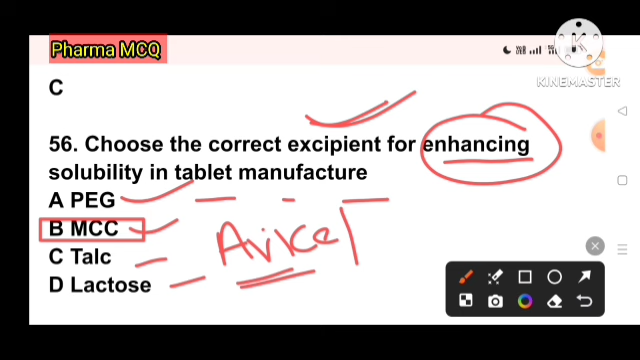 Pharma MCQ
KINEMASTER
C
56. Choose the correct excipient for enhancing
solubility in tablet manufacture
A PEG
B MCC
C Talc
D Lactose
Avicel